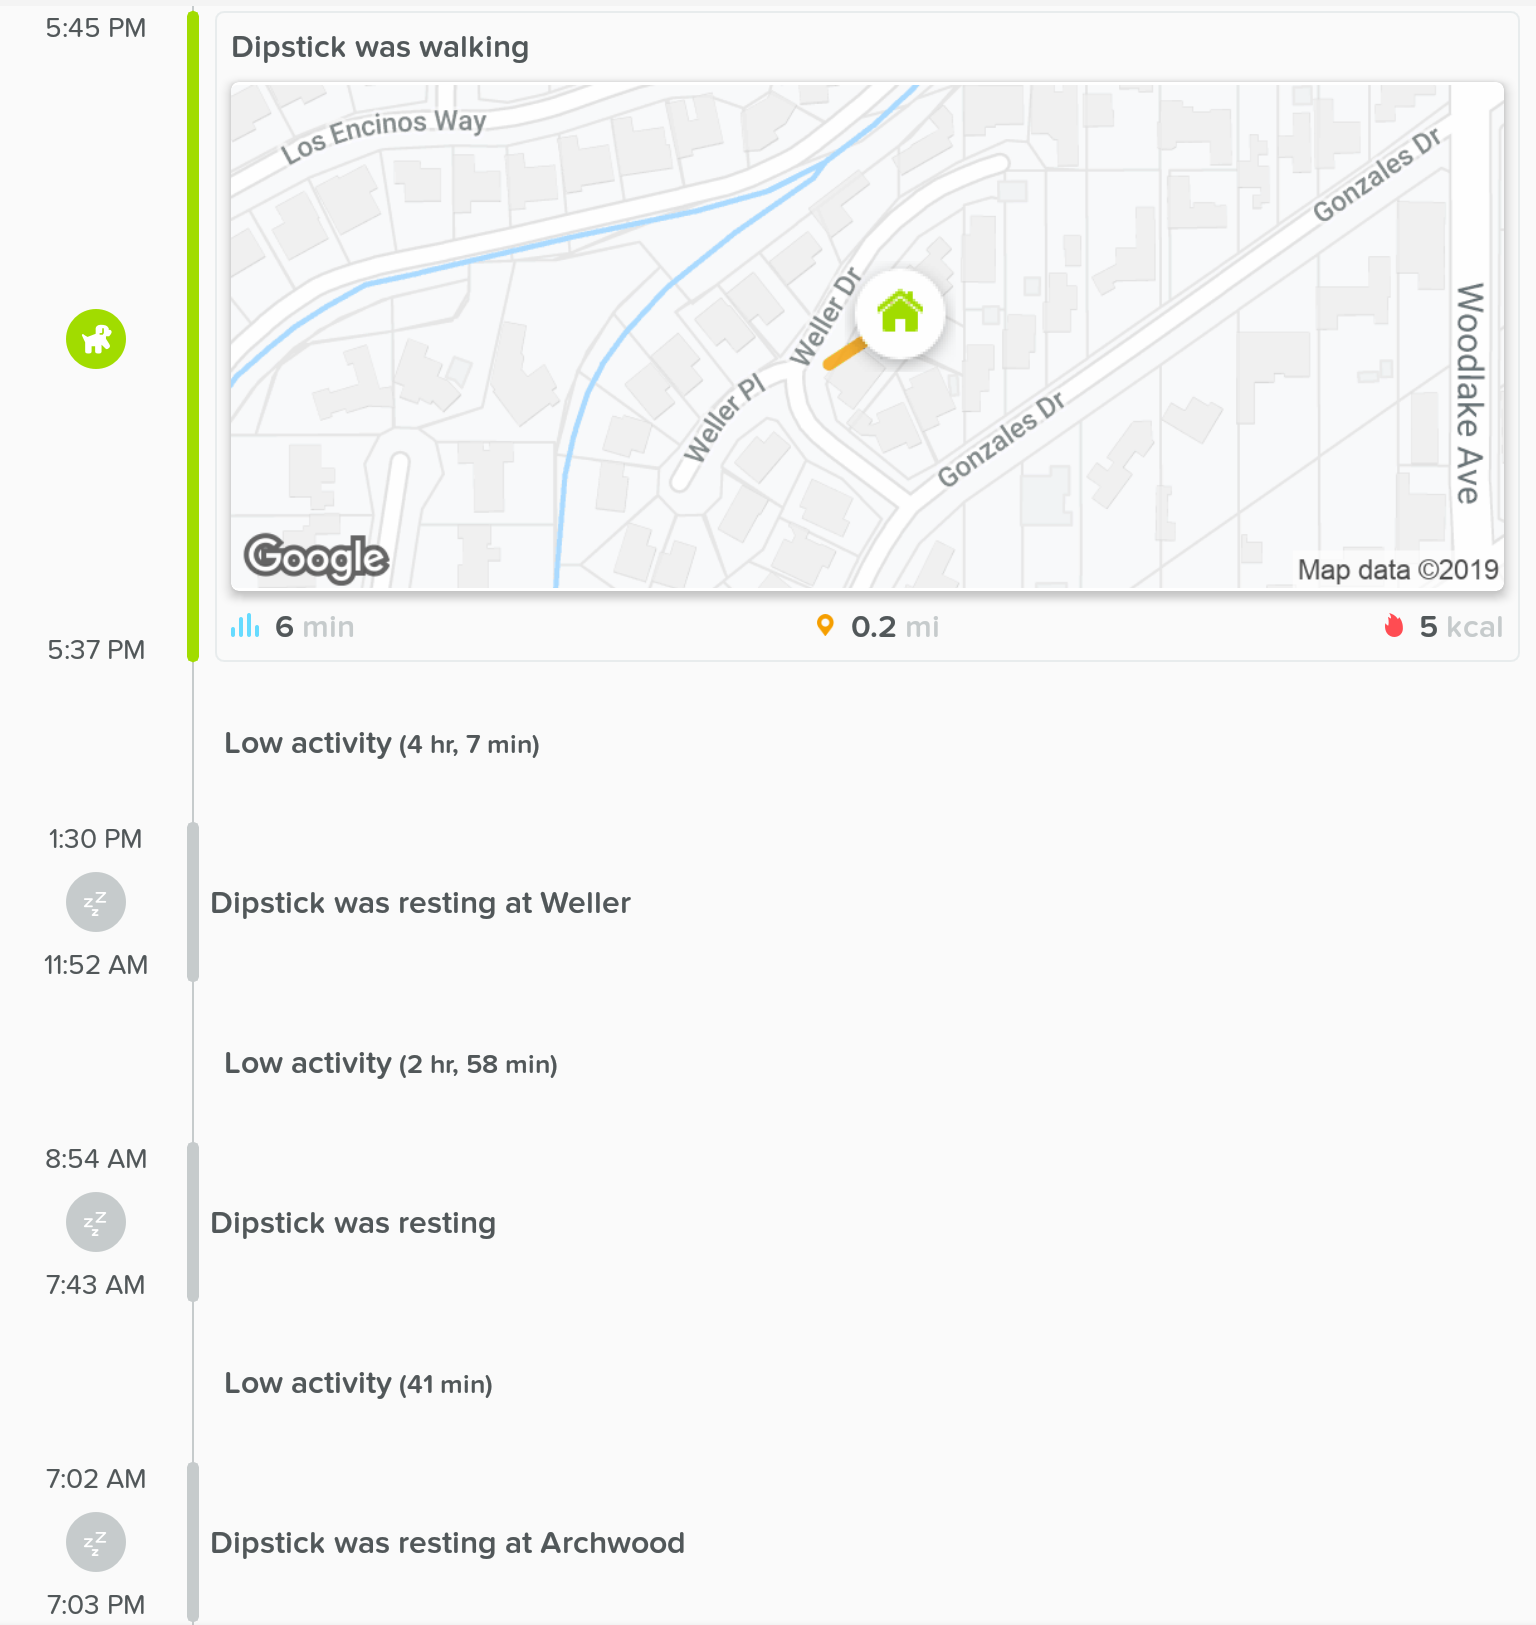 5:45 PM
Dipstick was walking
Los Encinos Way
Gonzales Dr
Weller Dr
Woodlake Ave
Weller Pl
Gonzales Dr
Google
Map data ©2019
6 min
0.2 mi
5 kcal
5:37 PM
Low activity (4 hr, 7 min)
1:30 PM
zzz
Dipstick was resting at Weller
11:52 AM
Low activity (2 hr, 58 min)
8:54 AM
zzz
Dipstick was resting
7:43 AM
Low activity (41 min)
7:02 AM
zzz
Dipstick was resting at Archwood
7:03 PM